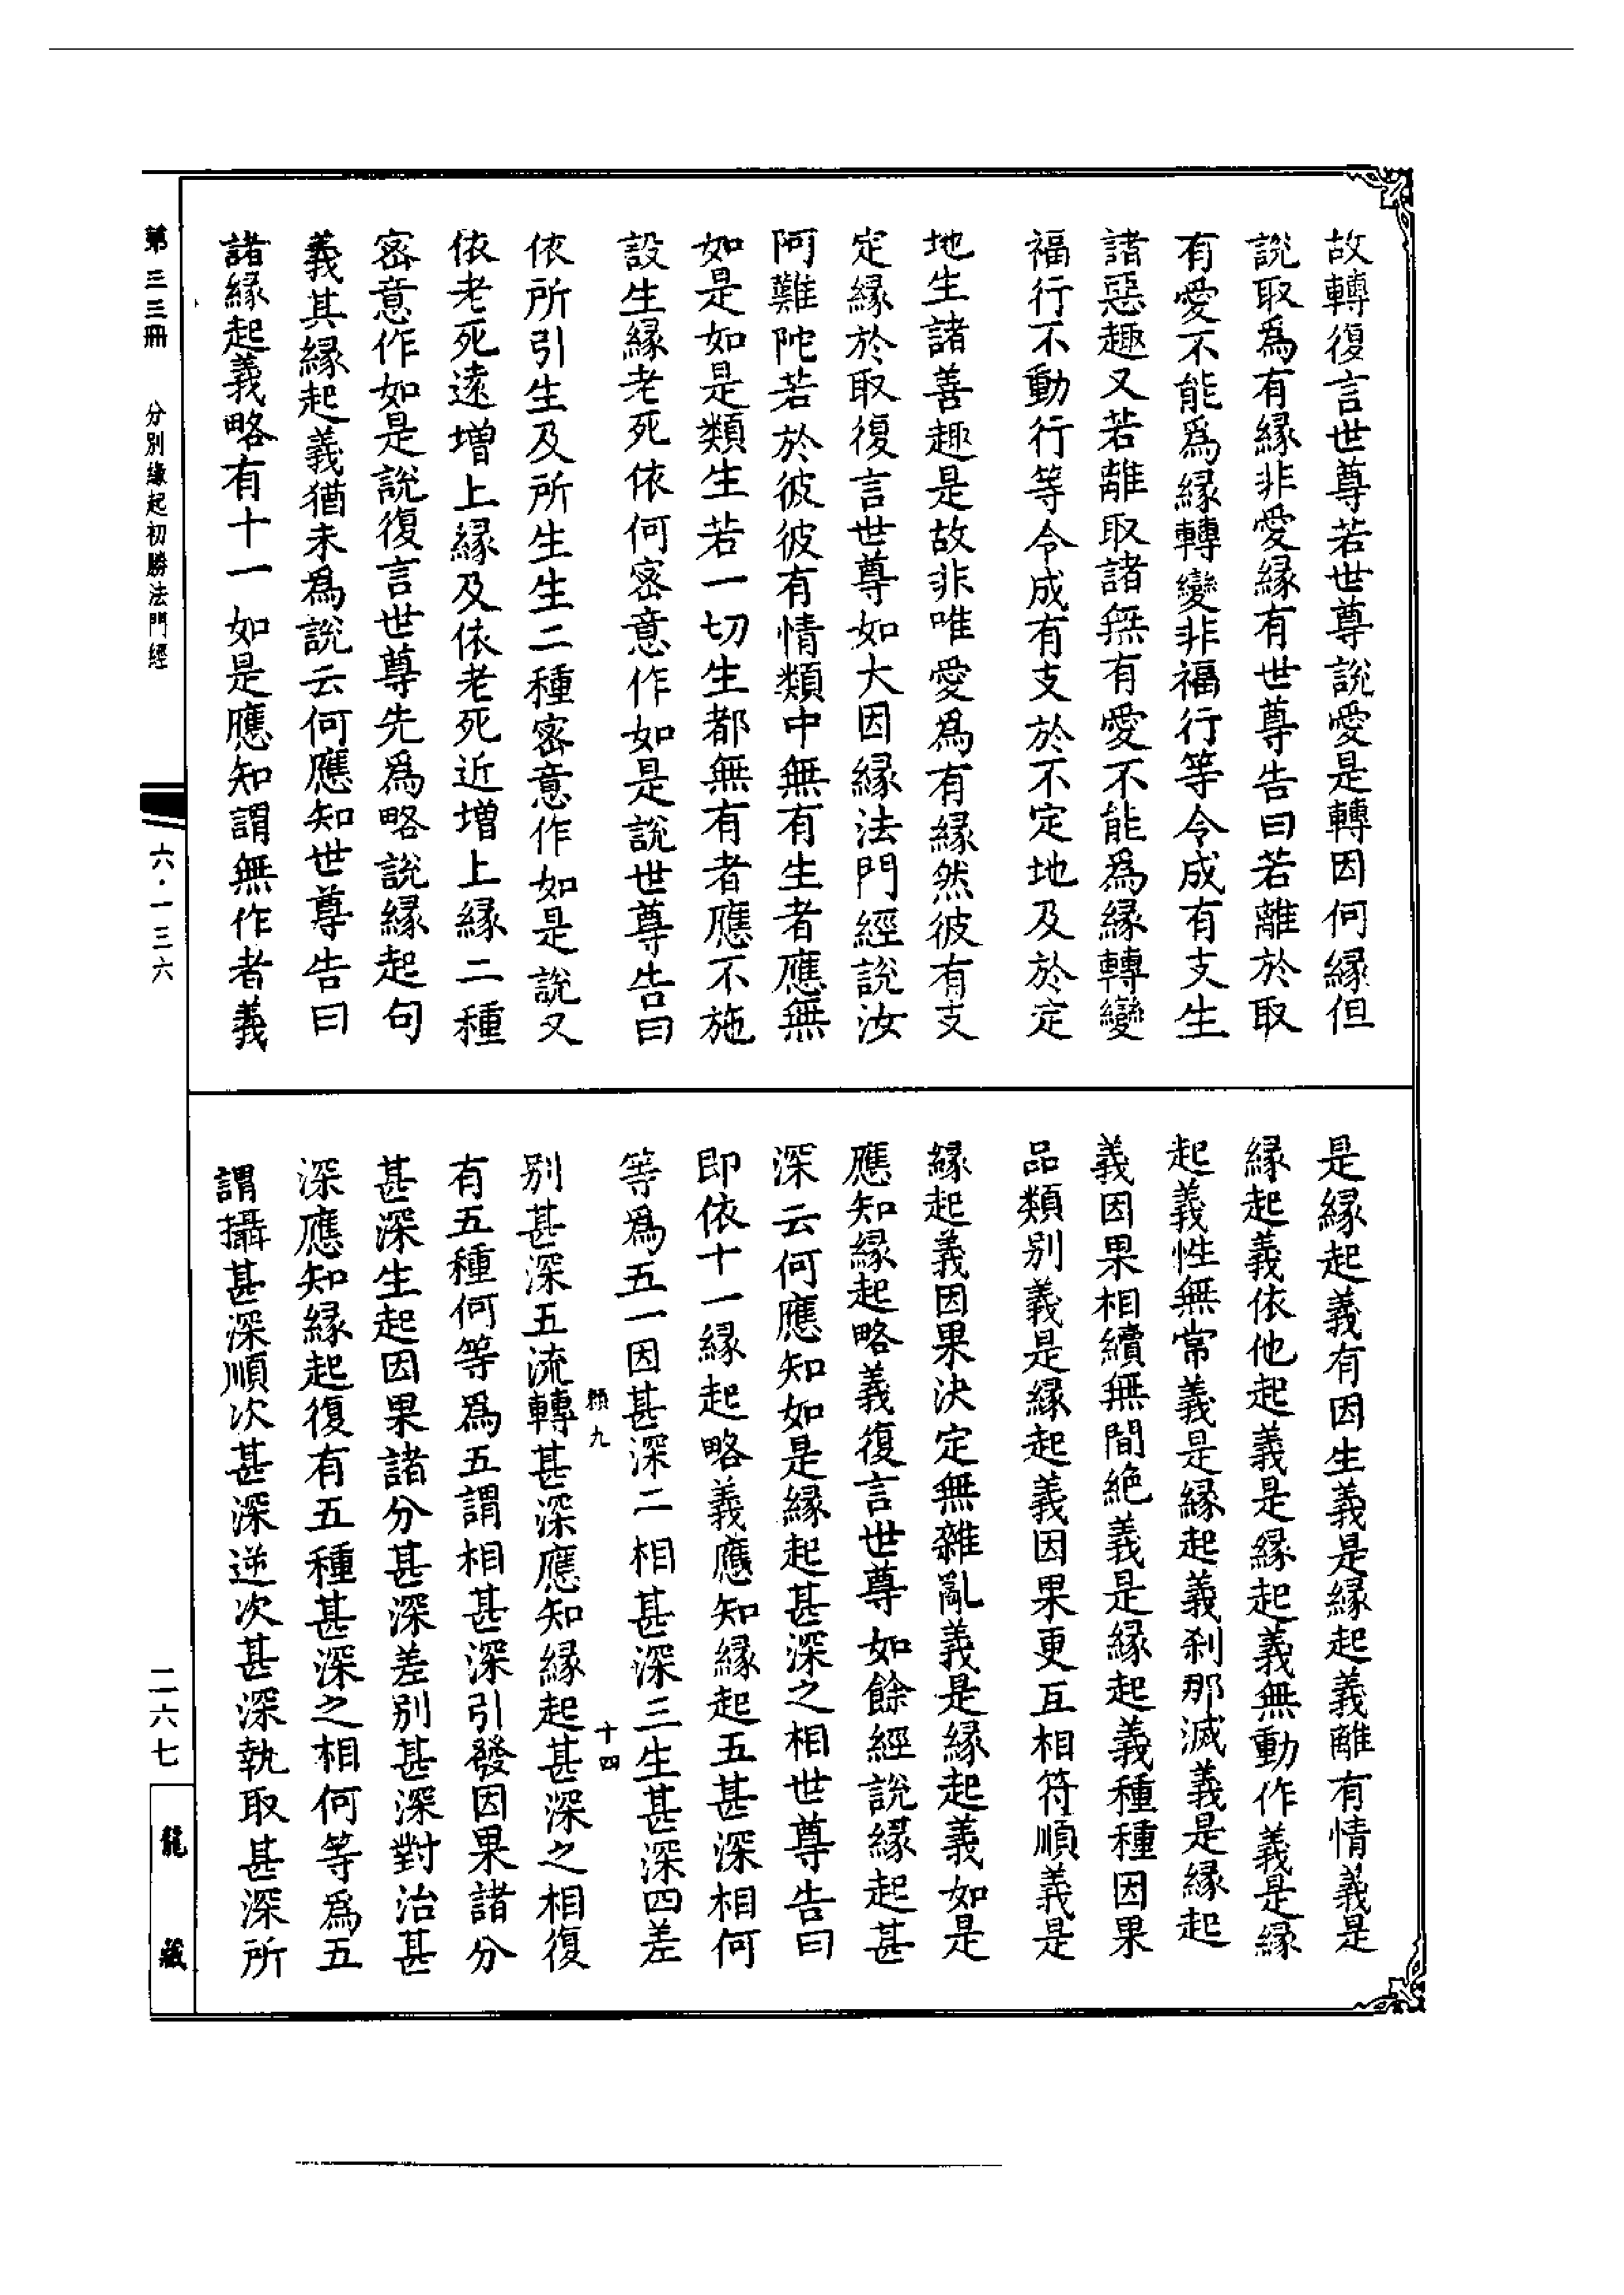 故轉復言世尊若世尊說愛是轉因何緣但
說取爲有緣非愛緣有世尊告曰若離於取
有愛不能爲緣轉變非福行等令成有支生
諸惡趣又若離取諸無有愛不能爲緣轉變
福行不動行等令成有支於不定地及於定
地生諸善趣是故非唯愛爲有緣然彼有支
定緣於取復言世尊如大因緣法門經說汝
阿難陀若於彼彼有情類中無有生者應無
如是如是類生若一切生都無有者應不施
設生緣老死依何密意作如是說世尊告曰
依所引生及所生生二種密意作如是說又
依老死遠增上緣及依老死近增上緣二種
密意作如是說復言世尊先爲略說緣起句
義其緣起義猶未爲說云何應知世尊告曰
諸緣起義略有十一如是應知謂無作者義
是緣起義有因生義是緣起義離有情義是
緣起義依他起義是緣起義無動作義是緣
起義性無常義是緣起義剎那滅義是緣起
義因果相續無間絕義是緣起義種種因果
品類別義是緣起義因果更互相符順義是
緣起義因果決定無雜亂義是緣起義如是
應知緣起略義復言世尊如餘經說緣起甚
深云何應知如是緣起甚深之相世尊告曰
即依十一緣起略義應知緣起五甚深相何
等爲五一因甚深二相甚深三生甚深四差
別甚深五流轉甚深應知緣起甚深之相復
有五種何等爲五謂相甚深引發因果諸分
甚深生起因果諸分甚深差別甚深對治甚
深應知緣起復有五種甚深之相何等爲五
謂攝甚深順次甚深逆次甚深執取甚深所
賴九
十四
第三三冊 分別緣起初勝法門經
六·一三六
二六七
龍藏